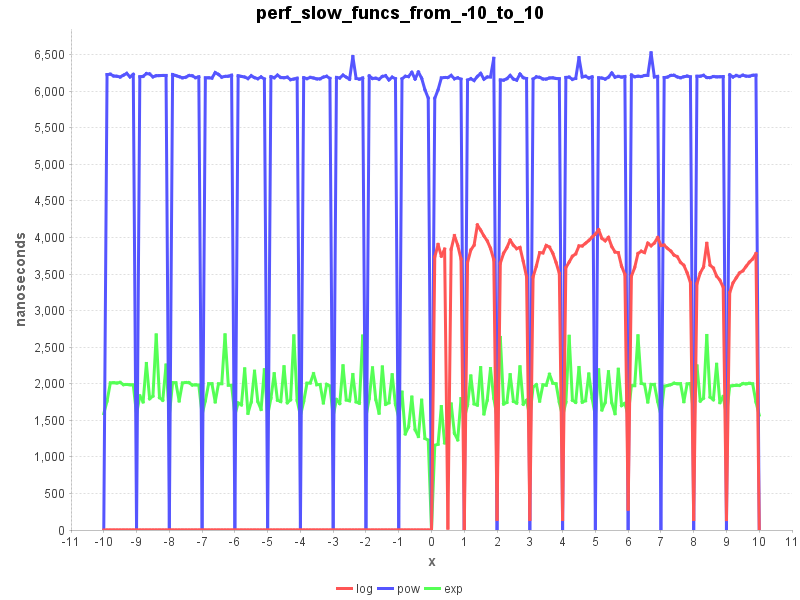 perf_slow_funcs_from_-10_to_10
nanoseconds
6,500
6,000
5,500
5,000
4,500
4,000
3,500
3,000
2,500
2,000
1,500
1,000
500
0
-11 -10 -9 -8 -7 -6 -5 -4 -3 -2 -1 0 1 2 3 4 5 6 7 8 9 10 11
x
log pow exp